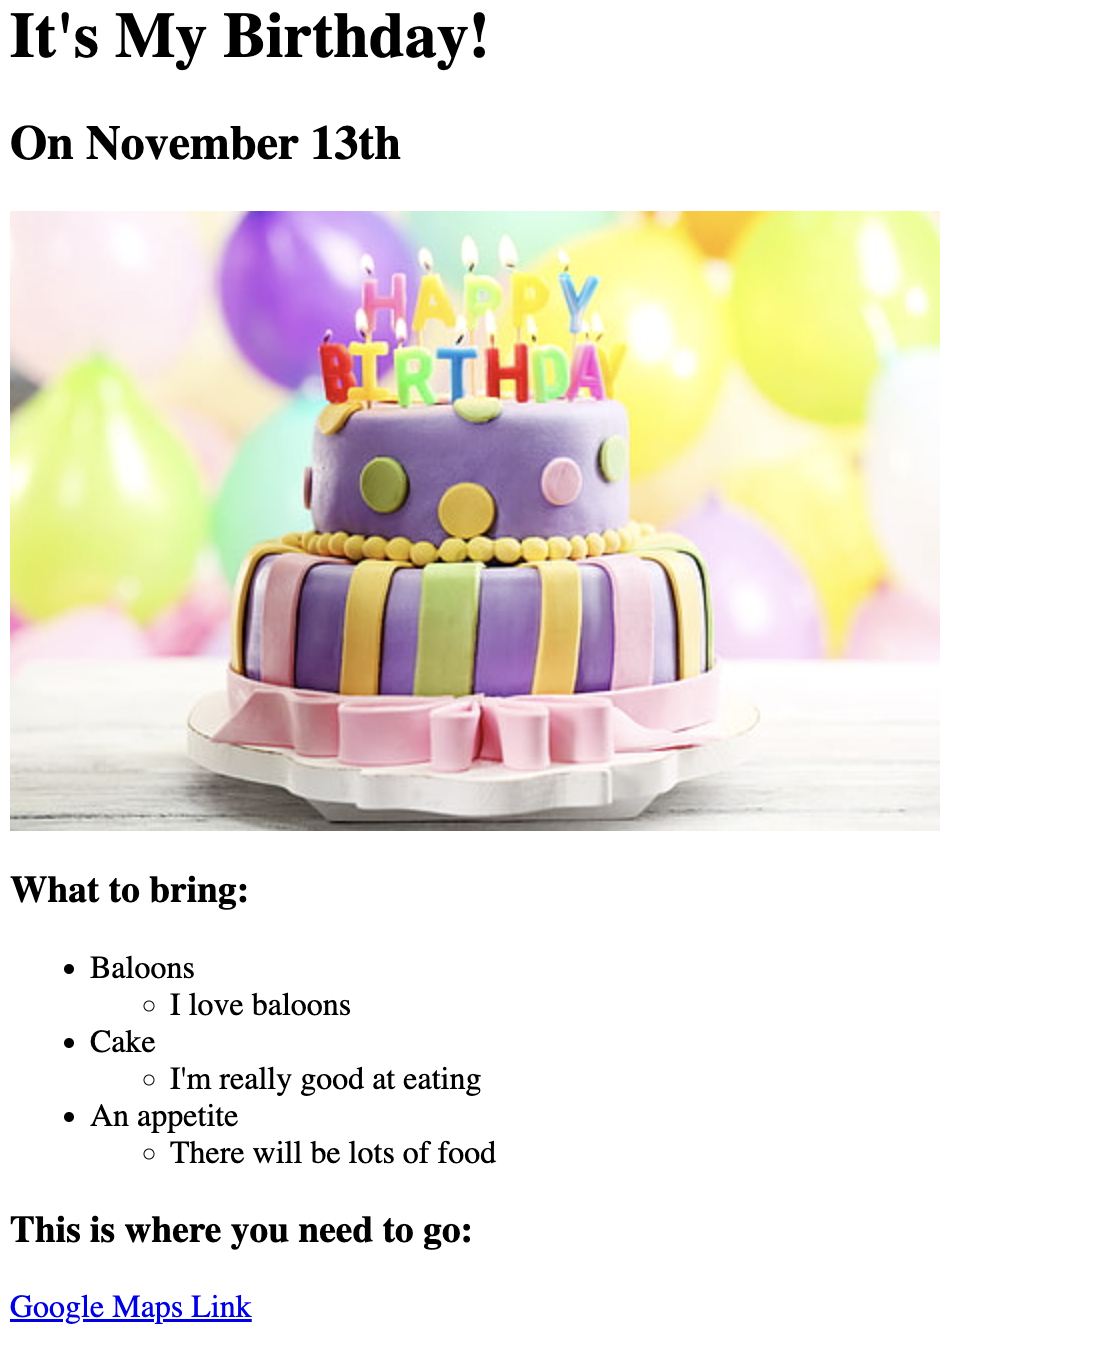 It's My Birthday!
On November 13th
HAPPY
BIRTHDAY
What to bring:
Baloons
I love baloons
Cake
I'm really good at eating
An appetite
There will be lots of food
This is where you need to go:
Google Maps Link